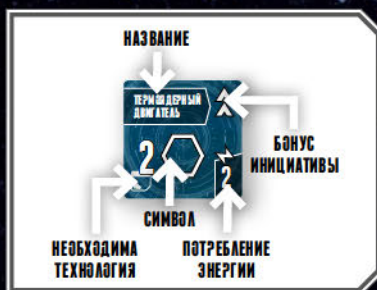 НАЗВАНИЕ
ТЕРМОЯДЕРНЫЙ
ДВИГАТЕЛЬ
БОНУС
ИНИЦИАТИВЫ
2
2
СИМВОЛ
НЕОБХОДИМА
ТЕХНОЛОГИЯ
ПОТРЕБЛЕНИЕ
ЭНЕРГИИ